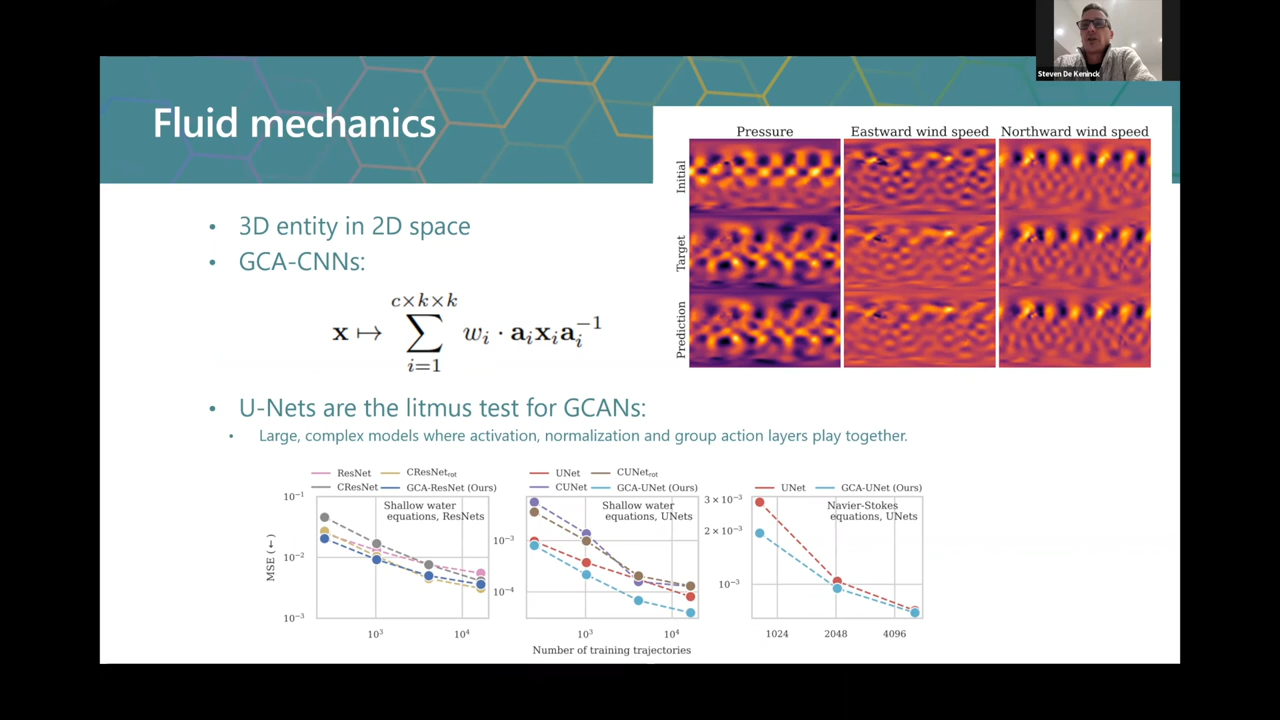 Steven De Keninck
Fluid mechanics
Pressure Eastward wind speed Northward wind speed
Initial
Target
Prediction
• 3D entity in 2D space
• GCA-CNNs:
c×k×k
x ↦ ∑ wᵢ · aᵢxᵢaᵢ⁻¹
i=1
• U-Nets are the litmus test for GCANs:
• Large, complex models where activation, normalization and group action layers play together.
ResNet CResNetrot
CResNet GCA-ResNet (Ours)
Shallow water
equations, ResNets
MSE (←)
10⁻¹
10⁻²
10⁻³
10³ 10⁴
UNet CUNetrot
CUNet GCA-UNet (Ours)
Shallow water
equations, UNets
10⁻³
10⁻⁴
10³ 10⁴
Number of training trajectories
UNet GCA-UNet (Ours)
Navier-Stokes
equations, UNets
3 × 10⁻³
2 × 10⁻³
10⁻³
1024 2048 4096